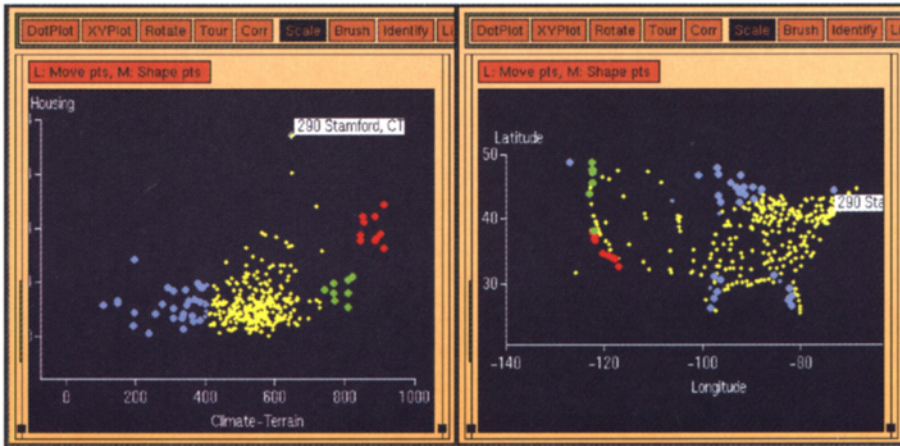 DotPlot XYPlot Rotate Tour Corr Scale Brush Identify
L: Move pts, M: Shape pts
Housing
290 Stamford, CT
0 200 400 600 800 1000
Climate-Terrain
DotPlot XYPlot Rotate Tour Corr Scale Brush Identify
L: Move pts, M: Shape pts
Latitude
50
40
290 Sta
30
-140 -120 -100 -80
Longitude